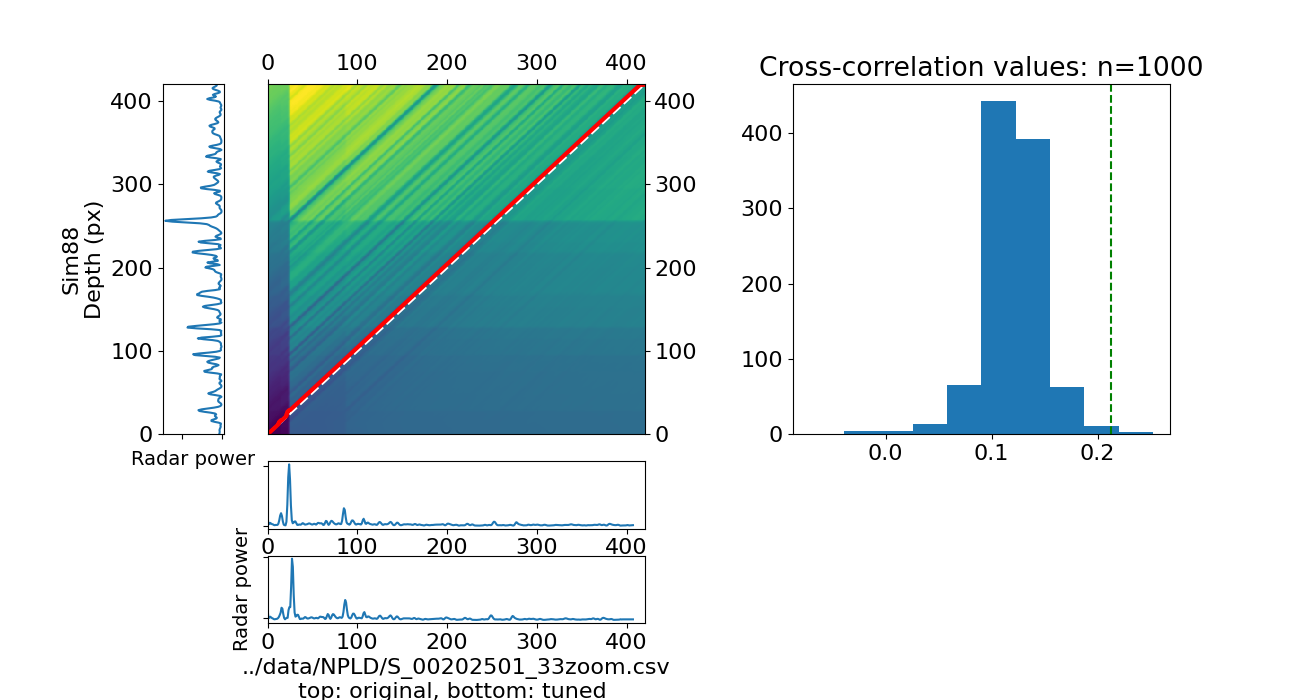 Cross-correlation values: n=1000
0 100 200 300 400
400
300
200
100
0
Sim88
Depth (px)
400
300
200
100
0
400
300
200
100
0
0.0 0.1 0.2
Radar power
0 100 200 300 400
Radar power
0 100 200 300 400
../data/NPLD/S_00202501_33zoom.csv
top: original, bottom: tuned